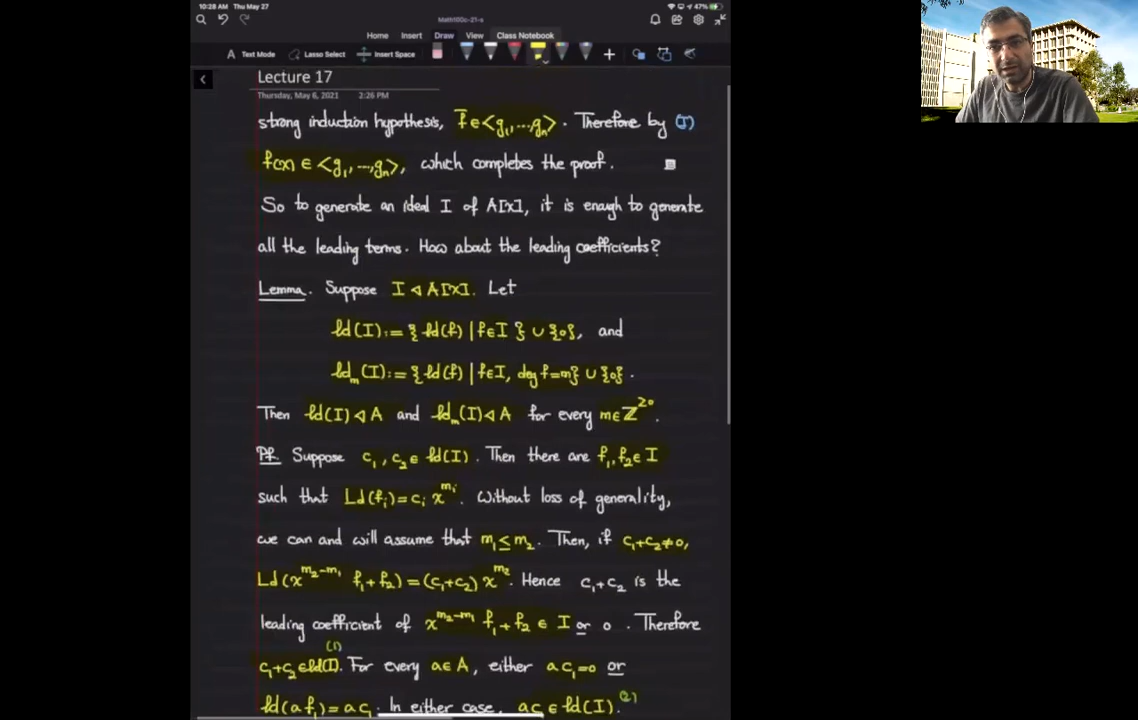 10:28 AM Thu May 27
47%
Math100c-21-s
Home Insert Draw View Class Notebook
A Text Mode Lasso Select Insert Space
Lecture 17
Thursday, May 6, 2021 2:26 PM
strong induction hypothesis, f̄ ∈ <g₁, ..., gₙ>. Therefore by (I)
f(x) ∈ <g₁, ..., gₙ>, which completes the proof.
So to generate an ideal I of A[x], it is enough to generate
all the leading terms. How about the leading coefficients?
Lemma. Suppose I ◁ A[x]. Let
ld(I) := { ld(f) | f∈I } ∪ {0}, and
ldₘ(I) := { ld(f) | f∈I, deg f=m} ∪ {0}.
Then ld(I) ◁ A and ldₘ(I) ◁ A for every m∈ℤ^≥0.
Pf. Suppose c₁, c₂ ∈ ld(I). Then there are f₁, f₂ ∈ I
such that Ld(fᵢ) = cᵢ x^mᵢ. Without loss of generality,
we can and will assume that m₁ ≤ m₂. Then, if c₁+c₂≠0,
Ld(x^(m₂-m₁) f₁+f₂) = (c₁+c₂) x^m₂. Hence c₁+c₂ is the
leading coefficient of x^(m₂-m₁) f₁+f₂ ∈ I or 0. Therefore
c₁+c₂ ∈ ld(I).(1) For every a∈A, either ac₁=0 or
ld(af₁)=ac₁. In either case, ac₁ ∈ ld(I).(2)